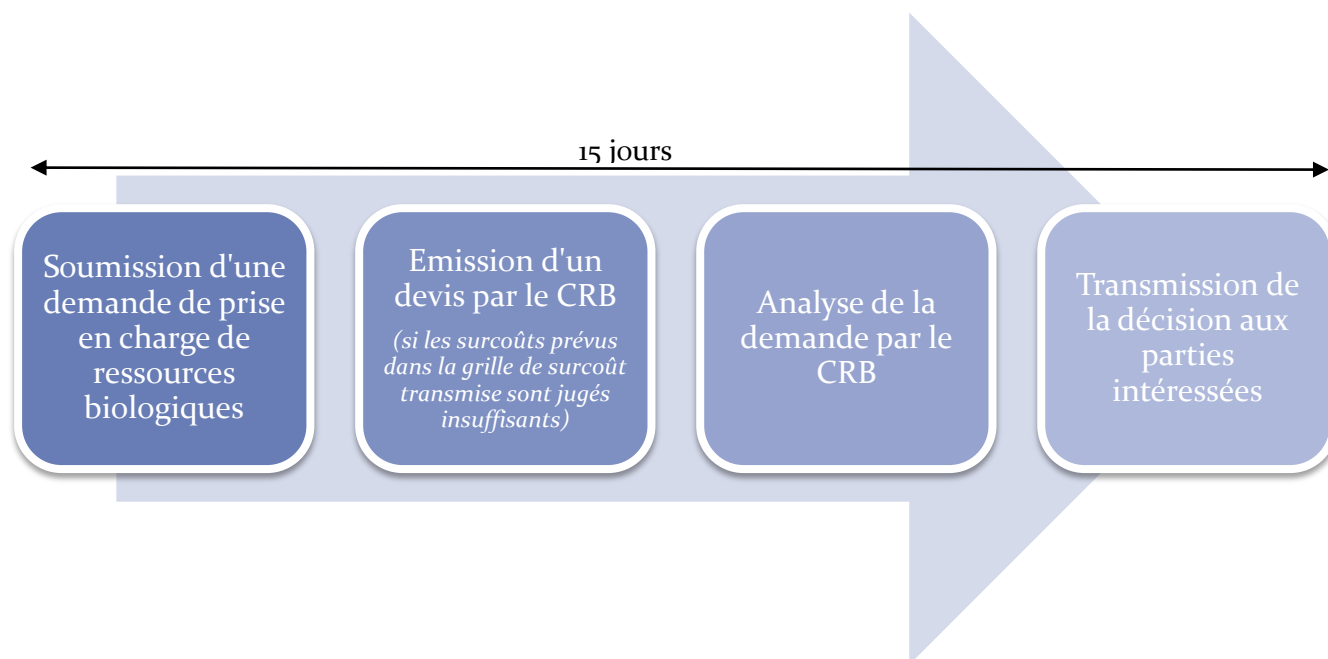 15 jours
Soumission d'une
demande de prise
en charge de
ressources
biologiques
Emission d'un
devis par le CRB
(si les surcoûts prévus
dans la grille de surcoût
transmise sont jugés
insuffisants)
Analyse de la
demande par le
CRB
Transmission de
la décision aux
parties
intéressées